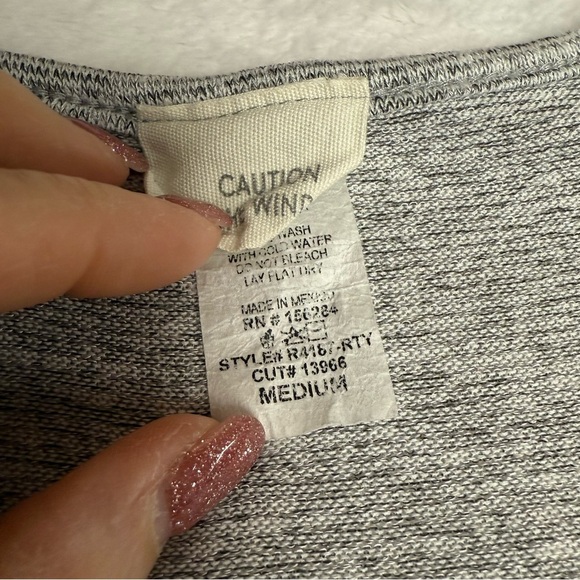 CAUTION
WIND
WASH
WITH COLD WATER
DO NOT BLEACH
LAY FLAT DRY
MADE IN MEXICO
RN # 156284
STYLE# R4187-RTY
CUT# 13966
MEDIUM